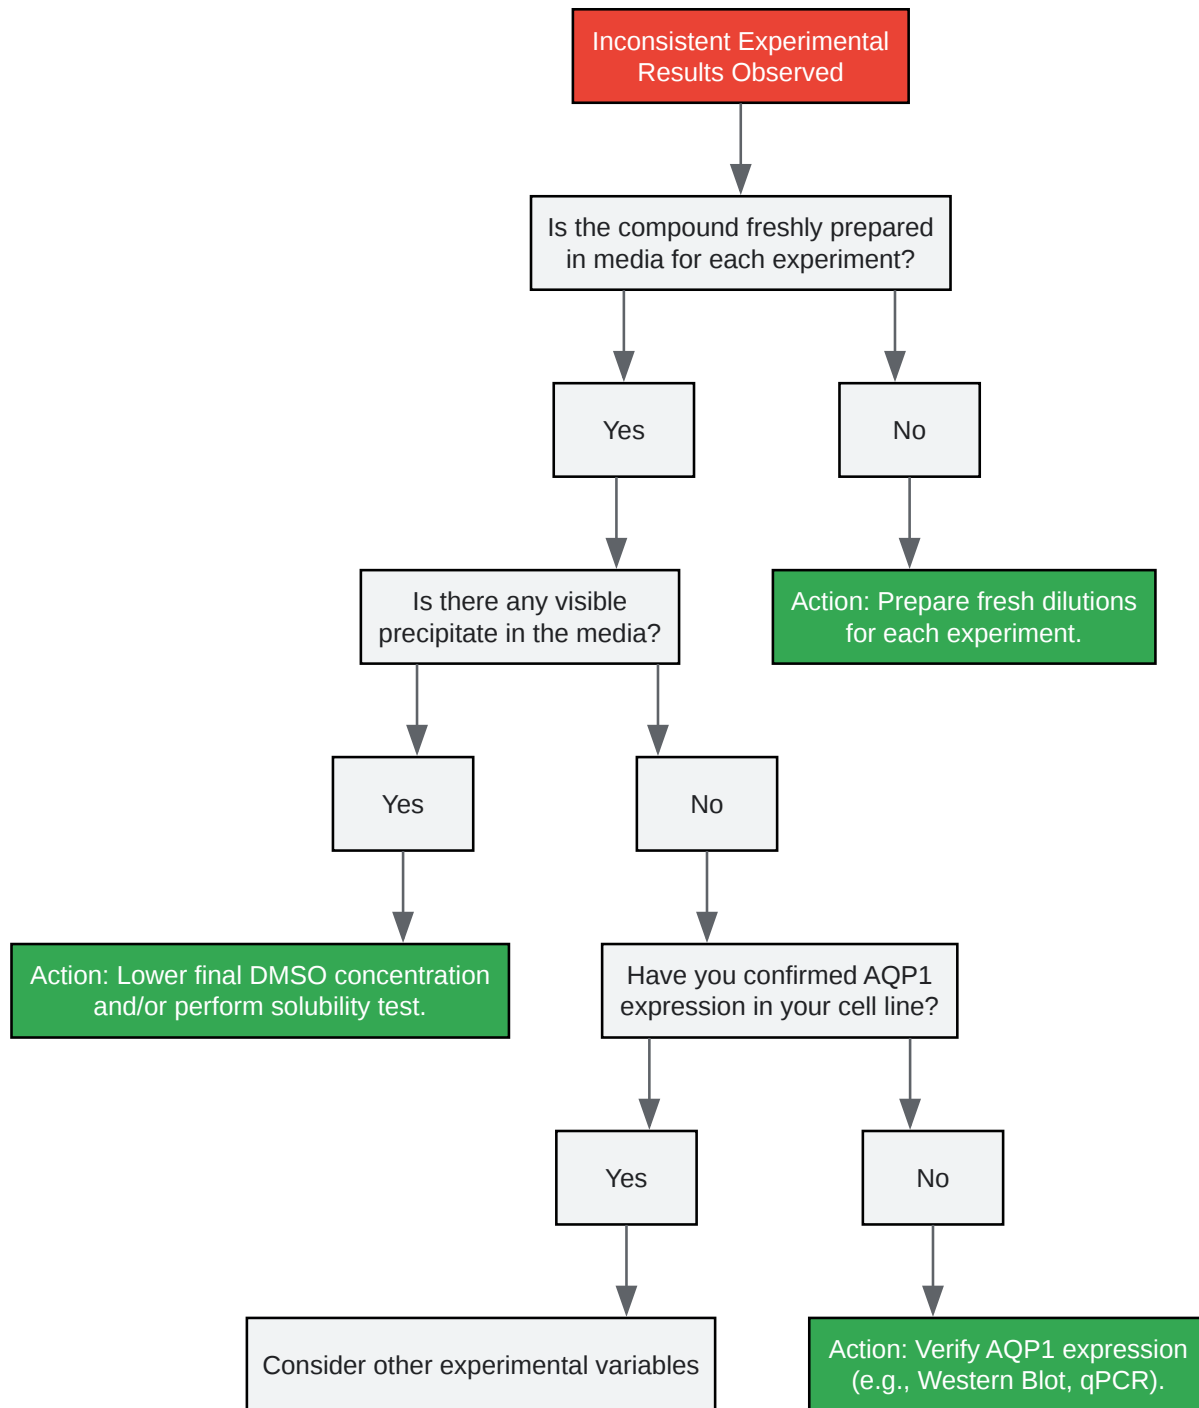 Inconsistent Experimental
Results Observed
Is the compound freshly prepared
in media for each experiment?
Yes
No
Is there any visible
precipitate in the media?
Action: Prepare fresh dilutions
for each experiment.
Yes
No
Action: Lower final DMSO concentration
and/or perform solubility test.
Have you confirmed AQP1
expression in your cell line?
Yes
No
Consider other experimental variables
Action: Verify AQP1 expression
(e.g., Western Blot, qPCR).